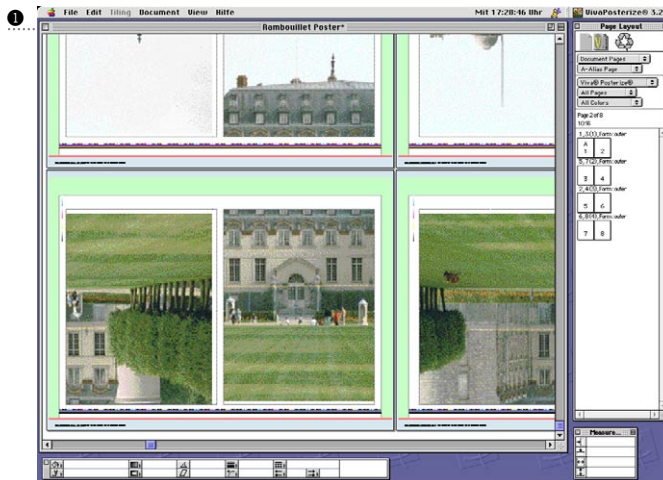 1
File Edit Tiling Document View Hilfe
Mit 17:28:46 Uhr
VivaPosterize® 3.2
Rambouillet Poster*
Page Layout
Document Pages
A-Alias Page
Viva® Posterize®
All Pages
All Colors
Page 2 of 8
A
1 2
3 4
5 6
7 8
Measure...